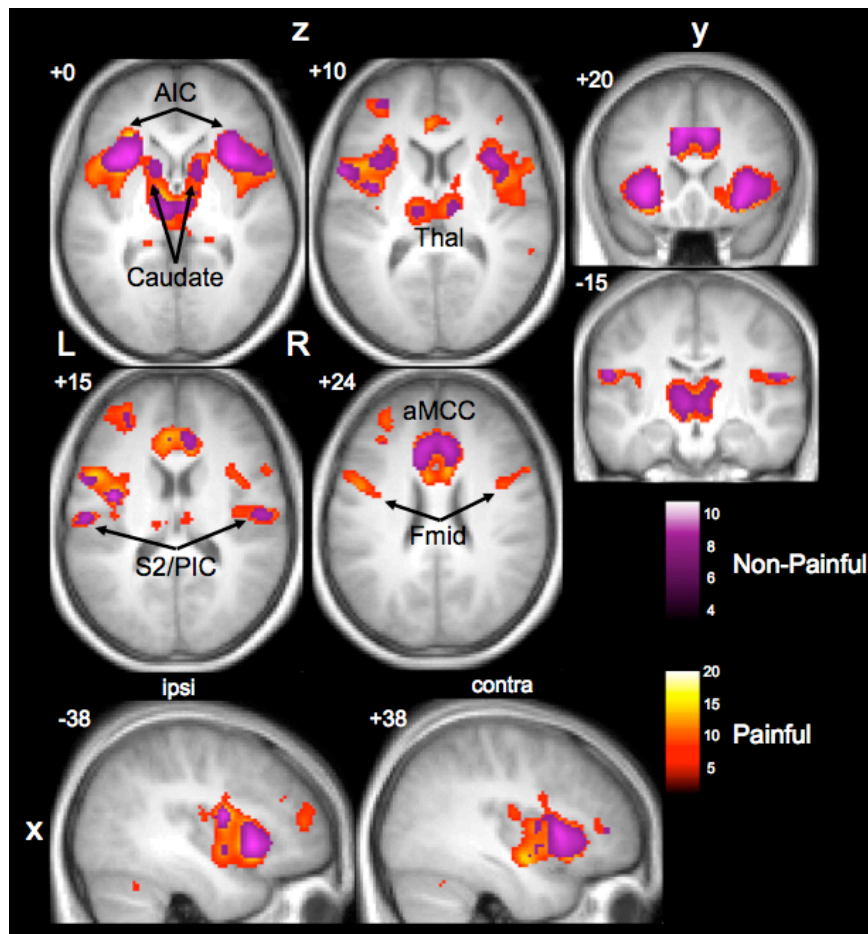 z
y
+0
AIC
Caudate
+10
Thal
+20
-15
L
R
+15
S2/PIC
+24
aMCC
Fmid
10
8
6
4
Non-Painful
20
15
10
5
Painful
ipsi
contra
-38
+38
x